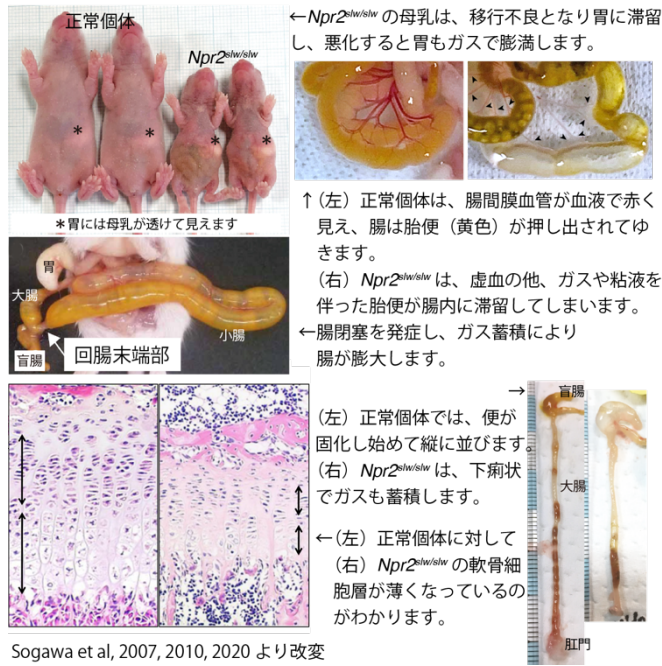 正常個体
Npr2slw/slw
*
*
*
*
*胃には母乳が透けて見えます
←Npr2slw/slw の母乳は、移行不良となり胃に滞留
し、悪化すると胃もガスで膨満します。
↑（左）正常個体は、腸間膜血管が血液で赤く
見え、腸は胎便（黄色）が押し出されてゆ
きます。
（右）Npr2slw/slw は、虚血の他、ガスや粘液を
伴った胎便が腸内に滞留してしまいます。
胃
大腸
盲腸
回腸末端部
小腸
←腸閉塞を発症し、ガス蓄積により
腸が膨大します。
→
（左）正常個体では、便が
固化し始めて縦に並びます。
（右）Npr2slw/slw は、下痢状
でガスも蓄積します。
盲腸
大腸
肛門
←（左）正常個体に対して
（右）Npr2slw/slw の軟骨細
胞層が薄くなっているの
がわかります。
Sogawa et al, 2007, 2010, 2020 より改変